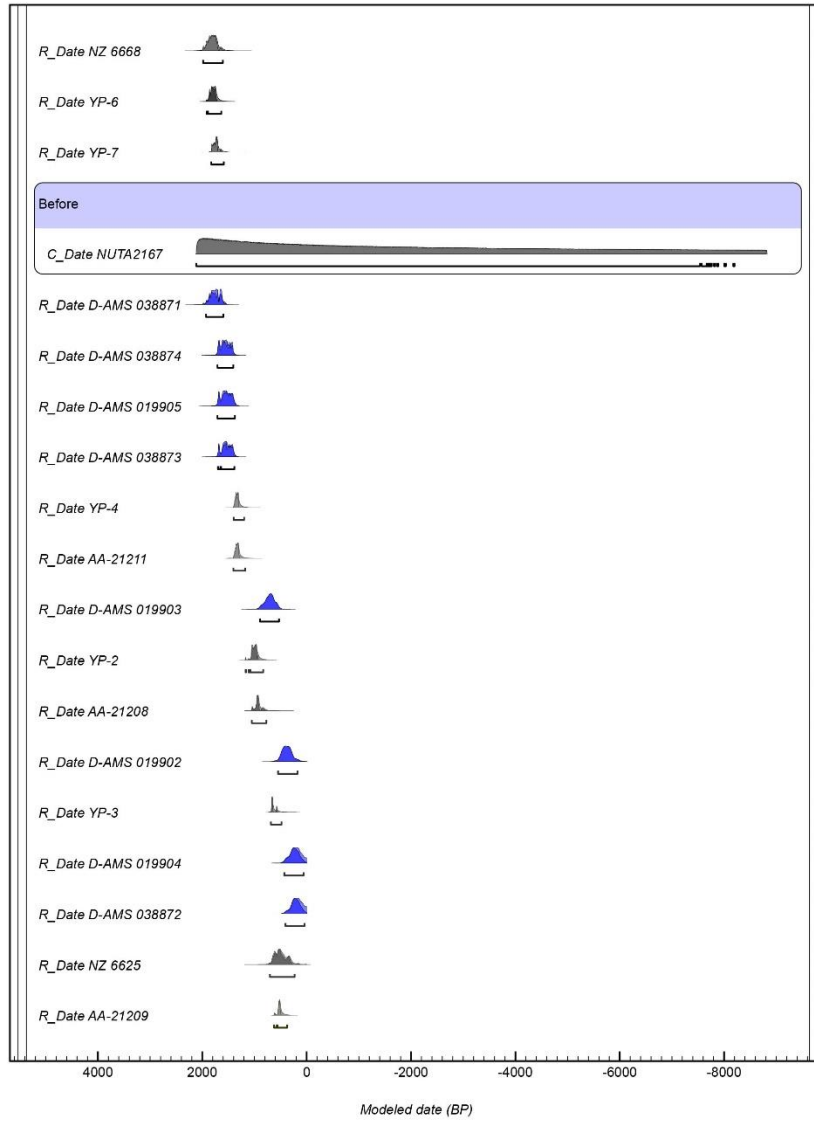 R_Date NZ 6668
R_Date YP-6
R_Date YP-7
Before
C_Date NUTA2167
R_Date D-AMS 038871
R_Date D-AMS 038874
R_Date D-AMS 019905
R_Date D-AMS 038873
R_Date YP-4
R_Date AA-21211
R_Date D-AMS 019903
R_Date YP-2
R_Date AA-21208
R_Date D-AMS 019902
R_Date YP-3
R_Date D-AMS 019904
R_Date D-AMS 038872
R_Date NZ 6625
R_Date AA-21209
4000 2000 0 -2000 -4000 -6000 -8000
Modeled date (BP)